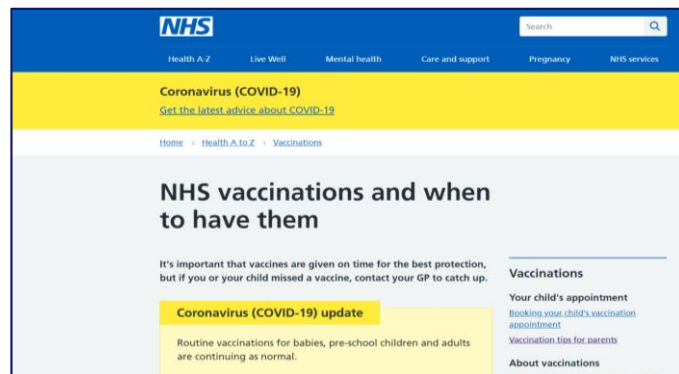 NHS
Search
Health A-Z Live Well Mental health Care and support Pregnancy NHS services
Coronavirus (COVID-19)
Get the latest advice about COVID-19
Home > Health A to Z > Vaccinations
NHS vaccinations and when
to have them
It's important that vaccines are given on time for the best protection,
but if you or your child missed a vaccine, contact your GP to catch up.
Coronavirus (COVID-19) update
Routine vaccinations for babies, pre-school children and adults
are continuing as normal.
Vaccinations
Your child's appointment
Booking your child's vaccination
appointment
Vaccination tips for parents
About vaccinations